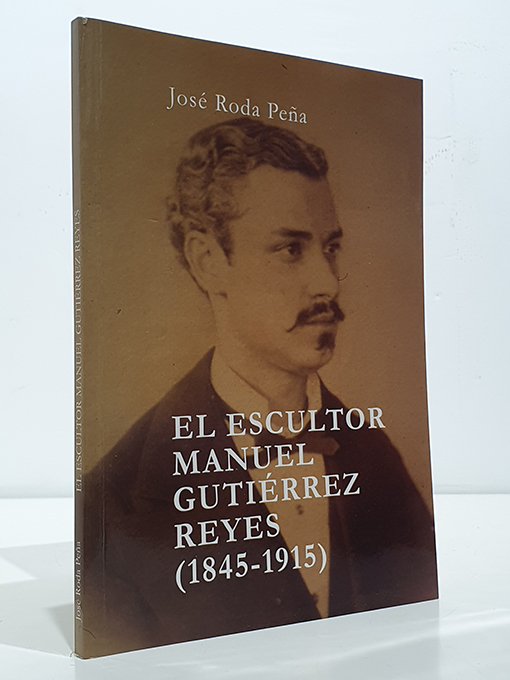 José Roda Peña
EL ESCULTOR
MANUEL
GUTIÉRREZ
REYES
(1845-1915)
EL ESCULTOR MANUEL GUTIÉRREZ REYES
José Roda Peña